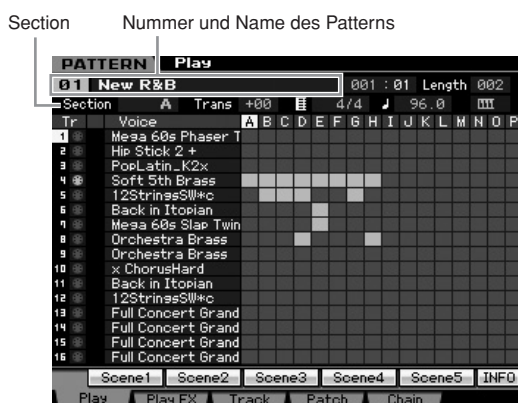 Section Nummer und Name des Patterns
PATTERN Play
01 New R&B 001 : 01 Length 002
Section A Trans +00 4/4 96.0
Tr Voice A B C D E F G H I J K L M N O P
1 Mega 60s Phaser T
2 Hip Stick 2 +
3 PopLatin_K2x
4 Soft 5th Brass
5 12StringsSW*c
6 Back in Itopian
7 Mega 60s Slap Twin
8 Orchestra Brass
9 Orchestra Brass
10 x ChorusHard
11 Back in Itopian
12 12StringsSW*c
13 Full Concert Grand
14 Full Concert Grand
15 Full Concert Grand
16 Full Concert Grand
Scene1 Scene2 Scene3 Scene4 Scene5 INFO
Play Play FX Track Patch Chain